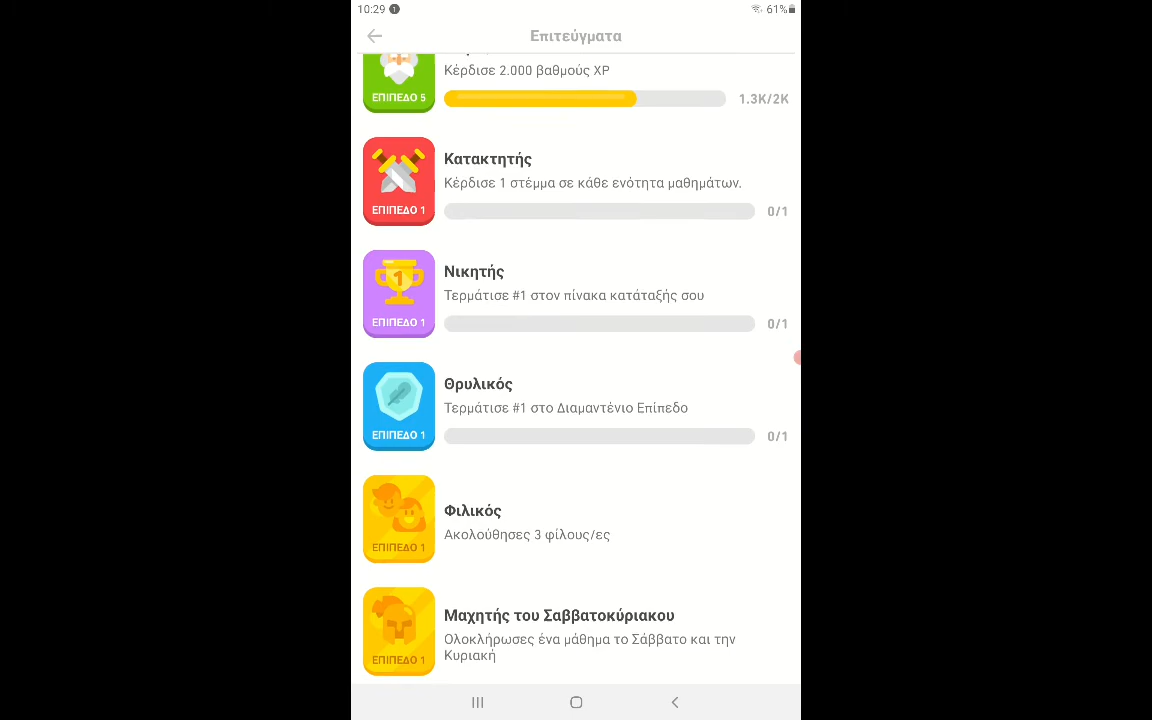 10:29 1 61%
Επιτεύγματα
Κέρδισε 2.000 βαθμούς XP
ΕΠΙΠΕΔΟ 5
1.3K/2K
Κατακτητής
Κέρδισε 1 στέμμα σε κάθε ενότητα μαθημάτων.
ΕΠΙΠΕΔΟ 1
0/1
1
Νικητής
Τερμάτισε #1 στον πίνακα κατάταξής σου
ΕΠΙΠΕΔΟ 1
0/1
Θρυλικός
Τερμάτισε #1 στο Διαμαντένιο Επίπεδο
ΕΠΙΠΕΔΟ 1
0/1
Φιλικός
Ακολούθησες 3 φίλους/ες
ΕΠΙΠΕΔΟ 1
Μαχητής του Σαββατοκύριακου
Ολοκλήρωσες ένα μάθημα το Σάββατο και την
Κυριακή
ΕΠΙΠΕΔΟ 1